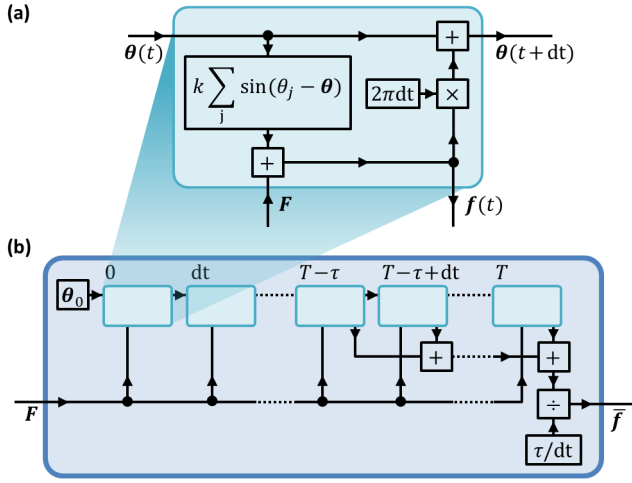 (a)
𝜽(t)
𝜽(t+dt)
+
k ∑ sin(θj − 𝜽)
j
2πdt
×
+
F
f(t)
(b)
0 dt T−τ T−τ+dt T
𝜽0
+ +
F
÷
f̅
τ/dt